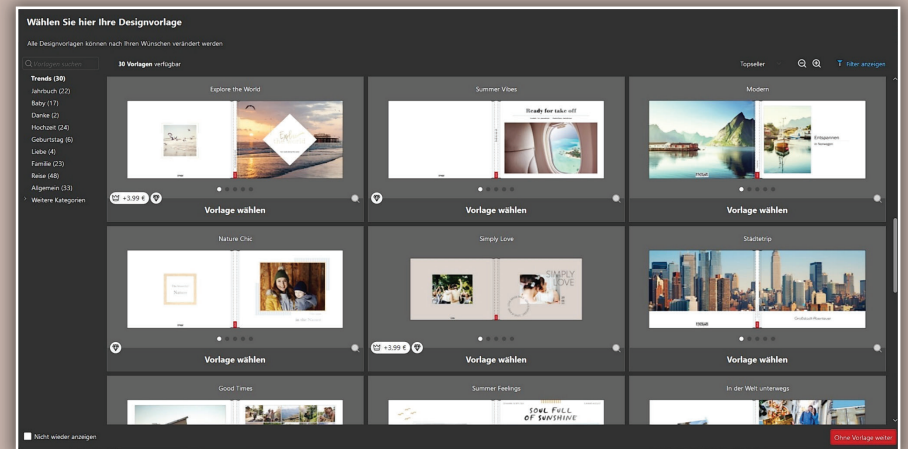 Wählen Sie hier Ihre Designvorlage
Alle Designvorlagen können nach Ihren Wünschen verändert werden
Vorlagen suchen
30 Vorlagen verfügbar
Topseller
Filter anzeigen
Trends (30)
Jahrbuch (22)
Baby (17)
Danke (2)
Hochzeit (24)
Geburtstag (6)
Liebe (4)
Familie (23)
Reise (48)
Allgemein (33)
Weitere Kategorien
Explore the World
+3.99 €
Vorlage wählen
Summer Vibes
Ready for take off
Vorlage wählen
Modern
Entspannen
in Norwegen
Vorlage wählen
Nature Chic
Vorlage wählen
Simply Love
SIMPLY
LOVE
+3.99 €
Vorlage wählen
Städtetrip
Vorlage wählen
Good Times
Summer Feelings
SOUL FULL
OF SUNSHINE
In der Welt unterwegs
Nicht wieder anzeigen
Ohne Vorlage weiter